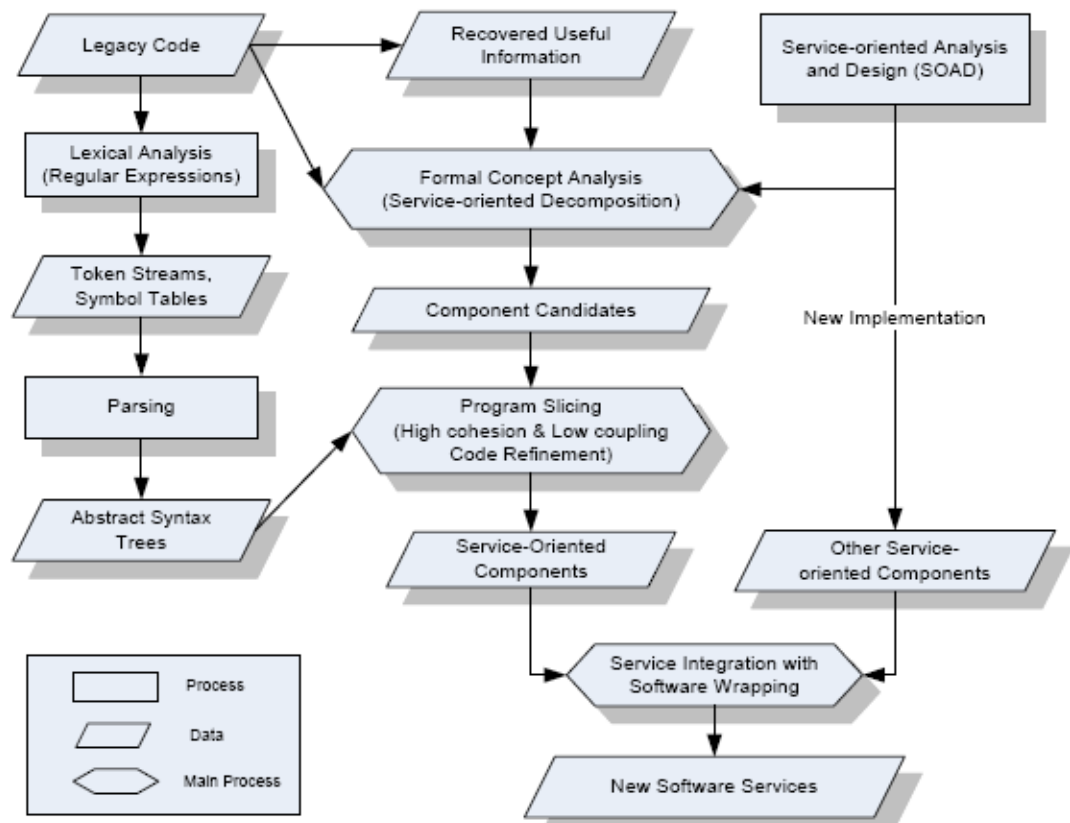 Legacy Code
Recovered Useful
Information
Service-oriented Analysis
and Design (SOAD)
Lexical Analysis
(Regular Expressions)
Formal Concept Analysis
(Service-oriented Decomposition)
Token Streams,
Symbol Tables
Component Candidates
New Implementation
Parsing
Program Slicing
(High cohesion & Low coupling
Code Refinement)
Abstract Syntax
Trees
Service-Oriented
Components
Other Service-
oriented Components
Service Integration with
Software Wrapping
New Software Services
Process
Data
Main Process